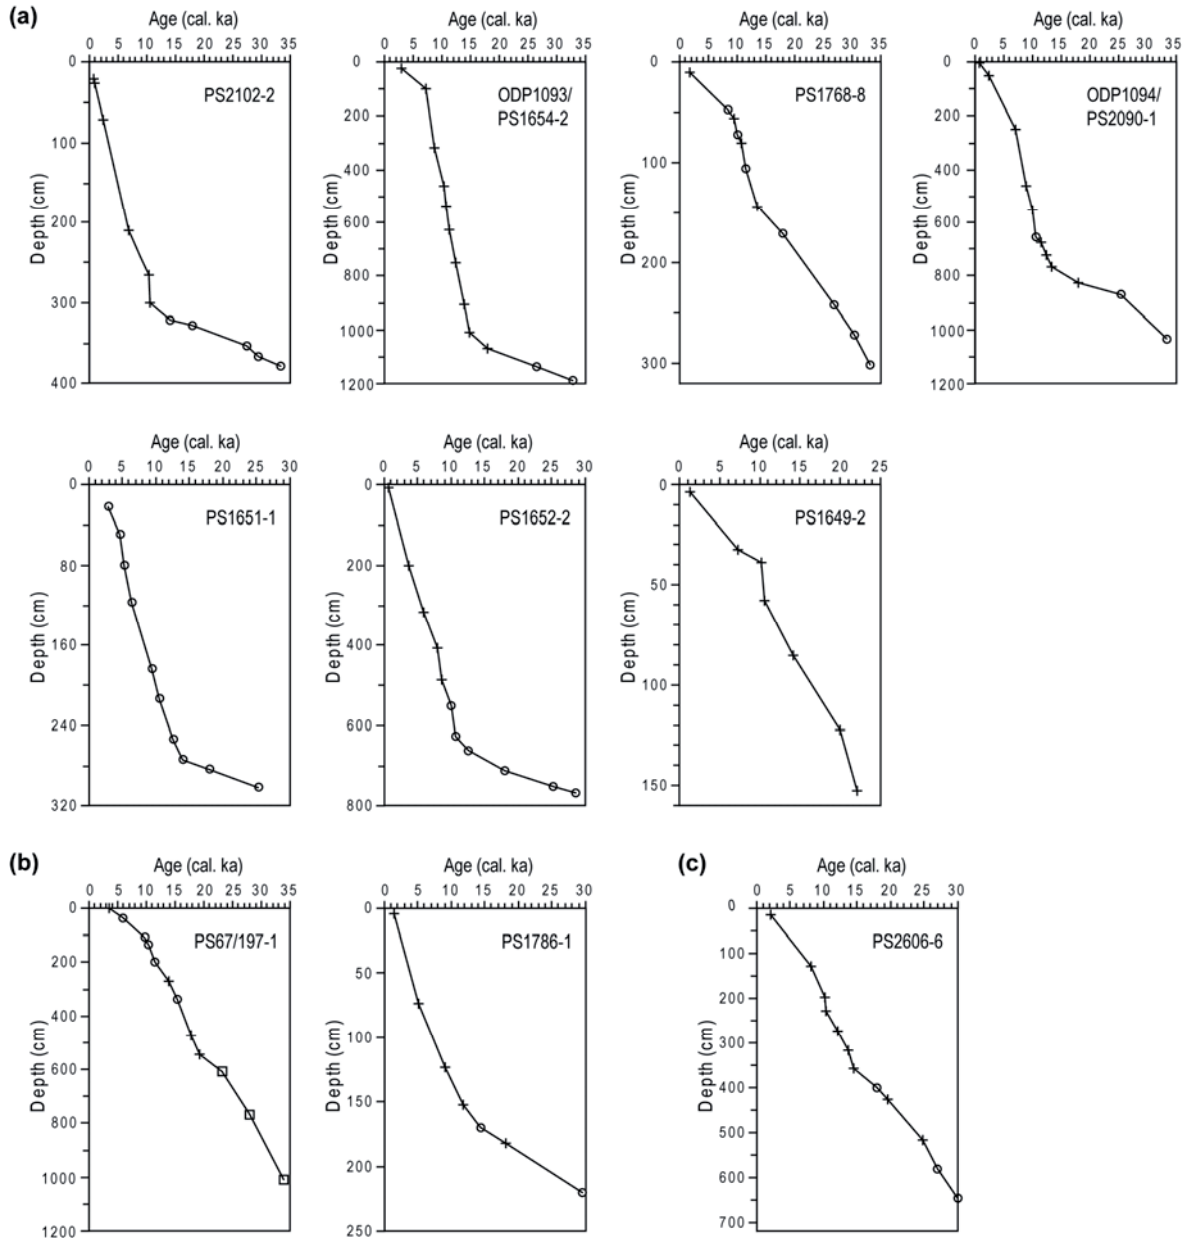 (a)
Age (cal. ka)
0 5 10 15 20 25 30 35
Depth (cm)
0
100
200
300
400
PS2102-2
Age (cal. ka)
0 5 10 15 20 25 30 35
Depth (cm)
0
200
400
600
800
1000
1200
ODP1093/
PS1654-2
Age (cal. ka)
0 5 10 15 20 25 30 35
Depth (cm)
0
100
200
300
PS1768-8
Age (cal. ka)
0 5 10 15 20 25 30 35
Depth (cm)
0
200
400
600
800
1000
1200
ODP1094/
PS2090-1
Age (cal. ka)
0 5 10 15 20 25 30
Depth (cm)
0
80
160
240
320
PS1651-1
Age (cal. ka)
0 5 10 15 20 25 30
Depth (cm)
0
200
400
600
800
PS1652-2
Age (cal. ka)
0 5 10 15 20 25
Depth (cm)
0
50
100
150
PS1649-2
(b)
Age (cal. ka)
0 5 10 15 20 25 30 35
Depth (cm)
0
200
400
600
800
1000
1200
PS67/197-1
Age (cal. ka)
0 5 10 15 20 25 30
Depth (cm)
0
50
100
150
200
250
PS1786-1
(c)
Age (cal. ka)
0 5 10 15 20 25 30
Depth (cm)
0
100
200
300
400
500
600
700
PS2606-6